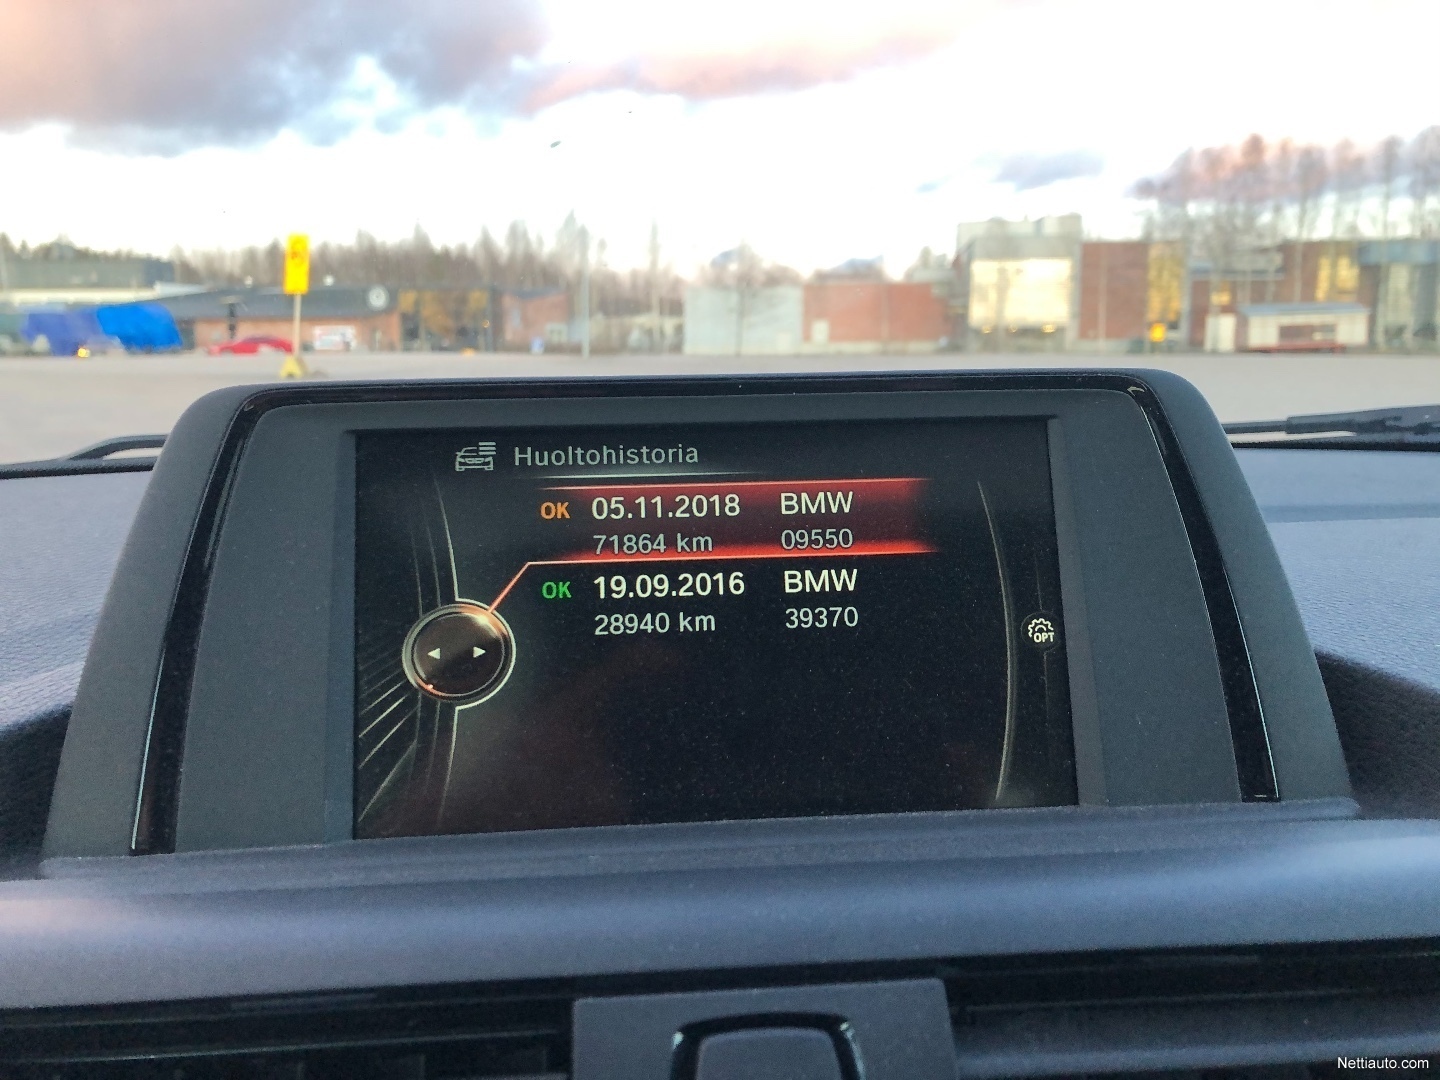 Huoltohistoria
OK 05.11.2018 BMW
71864 km 09550
OK 19.09.2016 BMW
28940 km 39370
OPT
Nettiauto.com